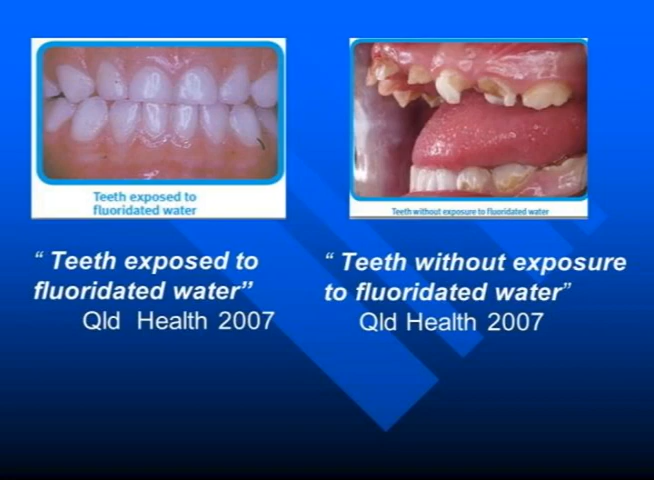 Teeth exposed to
fluoridated water
Teeth without exposure to fluoridated water
“ Teeth exposed to
fluoridated water”
Qld Health 2007
“ Teeth without exposure
to fluoridated water”
Qld Health 2007